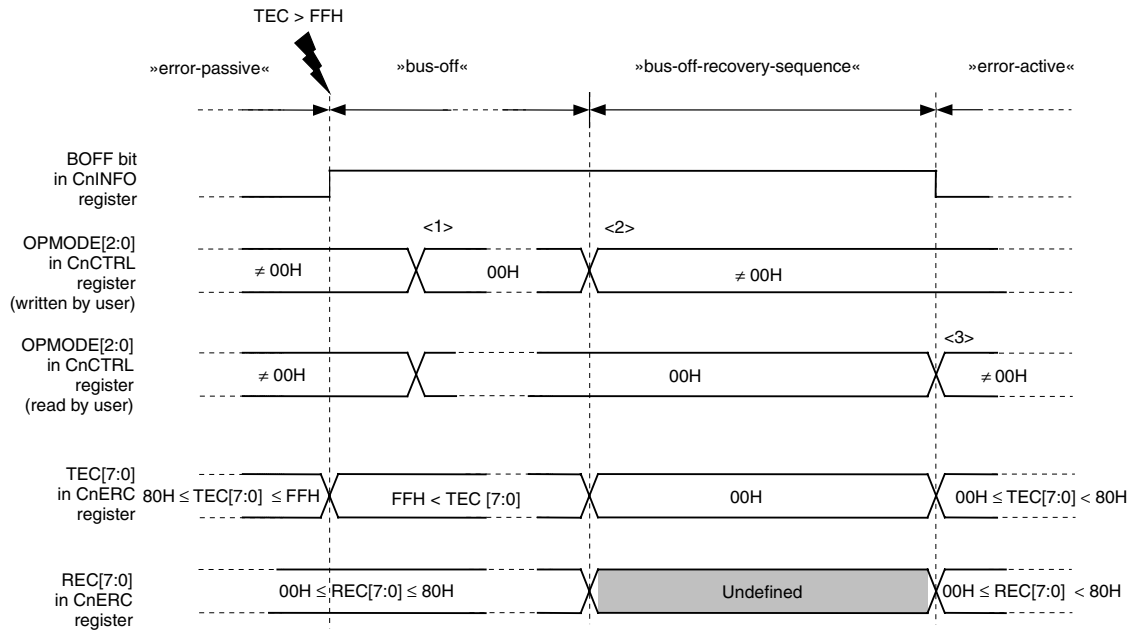 TEC > FFH
»error-passive«
»bus-off«
»bus-off-recovery-sequence«
»error-active«
BOFF bit
in CnINFO
register
OPMODE[2:0]
in CnCTRL
register
(written by user)
≠ 00H
<1>
00H
<2>
≠ 00H
OPMODE[2:0]
in CnCTRL
register
(read by user)
≠ 00H
00H
<3>
≠ 00H
TEC[7:0]
in CnERC
register
80H ≤ TEC[7:0] ≤ FFH
FFH < TEC [7:0]
00H
00H ≤ TEC[7:0] < 80H
REC[7:0]
in CnERC
register
00H ≤ REC[7:0] ≤ 80H
Undefined
00H ≤ REC[7:0] < 80H